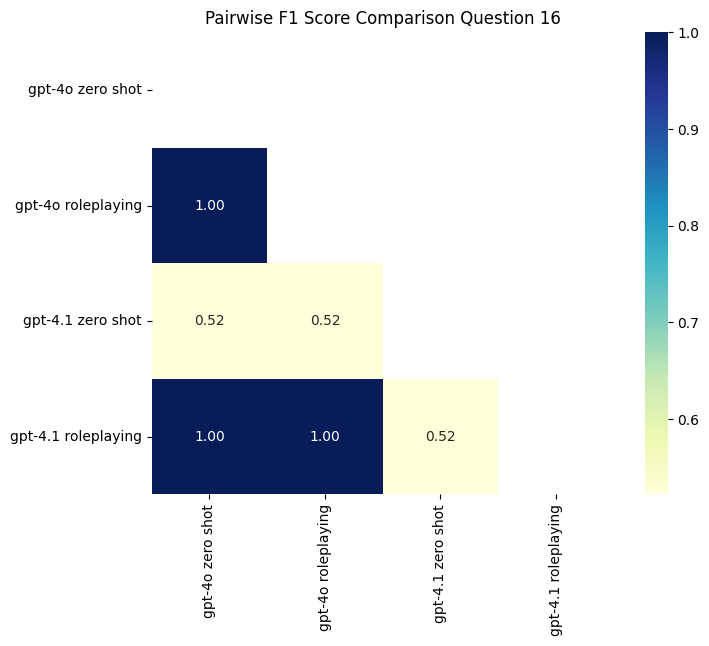 Pairwise F1 Score Comparison Question 16
gpt-4o zero shot
gpt-4o roleplaying
gpt-4.1 zero shot
gpt-4.1 roleplaying
1.00
0.52 0.52
1.00 1.00 0.52
gpt-4o zero shot
gpt-4o roleplaying
gpt-4.1 zero shot
gpt-4.1 roleplaying
1.0
0.9
0.8
0.7
0.6